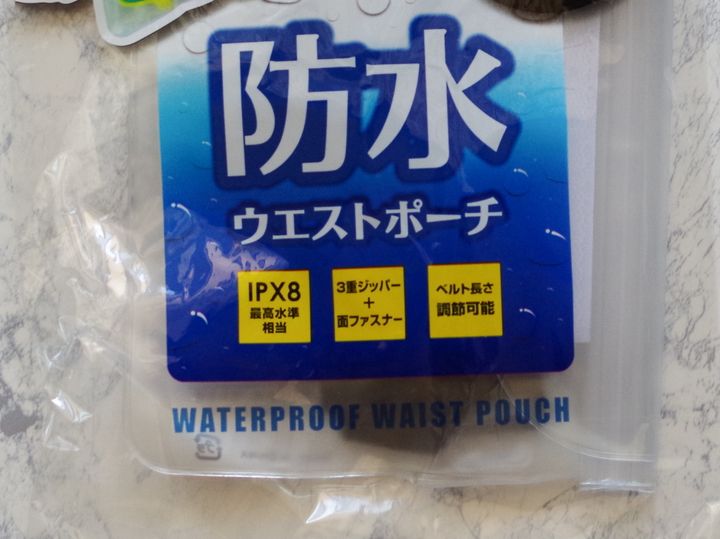 防水
ウエストポーチ
IPX8
最高水準
相当
3重ジッパー
+
面ファスナー
ベルト長さ
調節可能
WATERPROOF WAIST POUCH
プラ